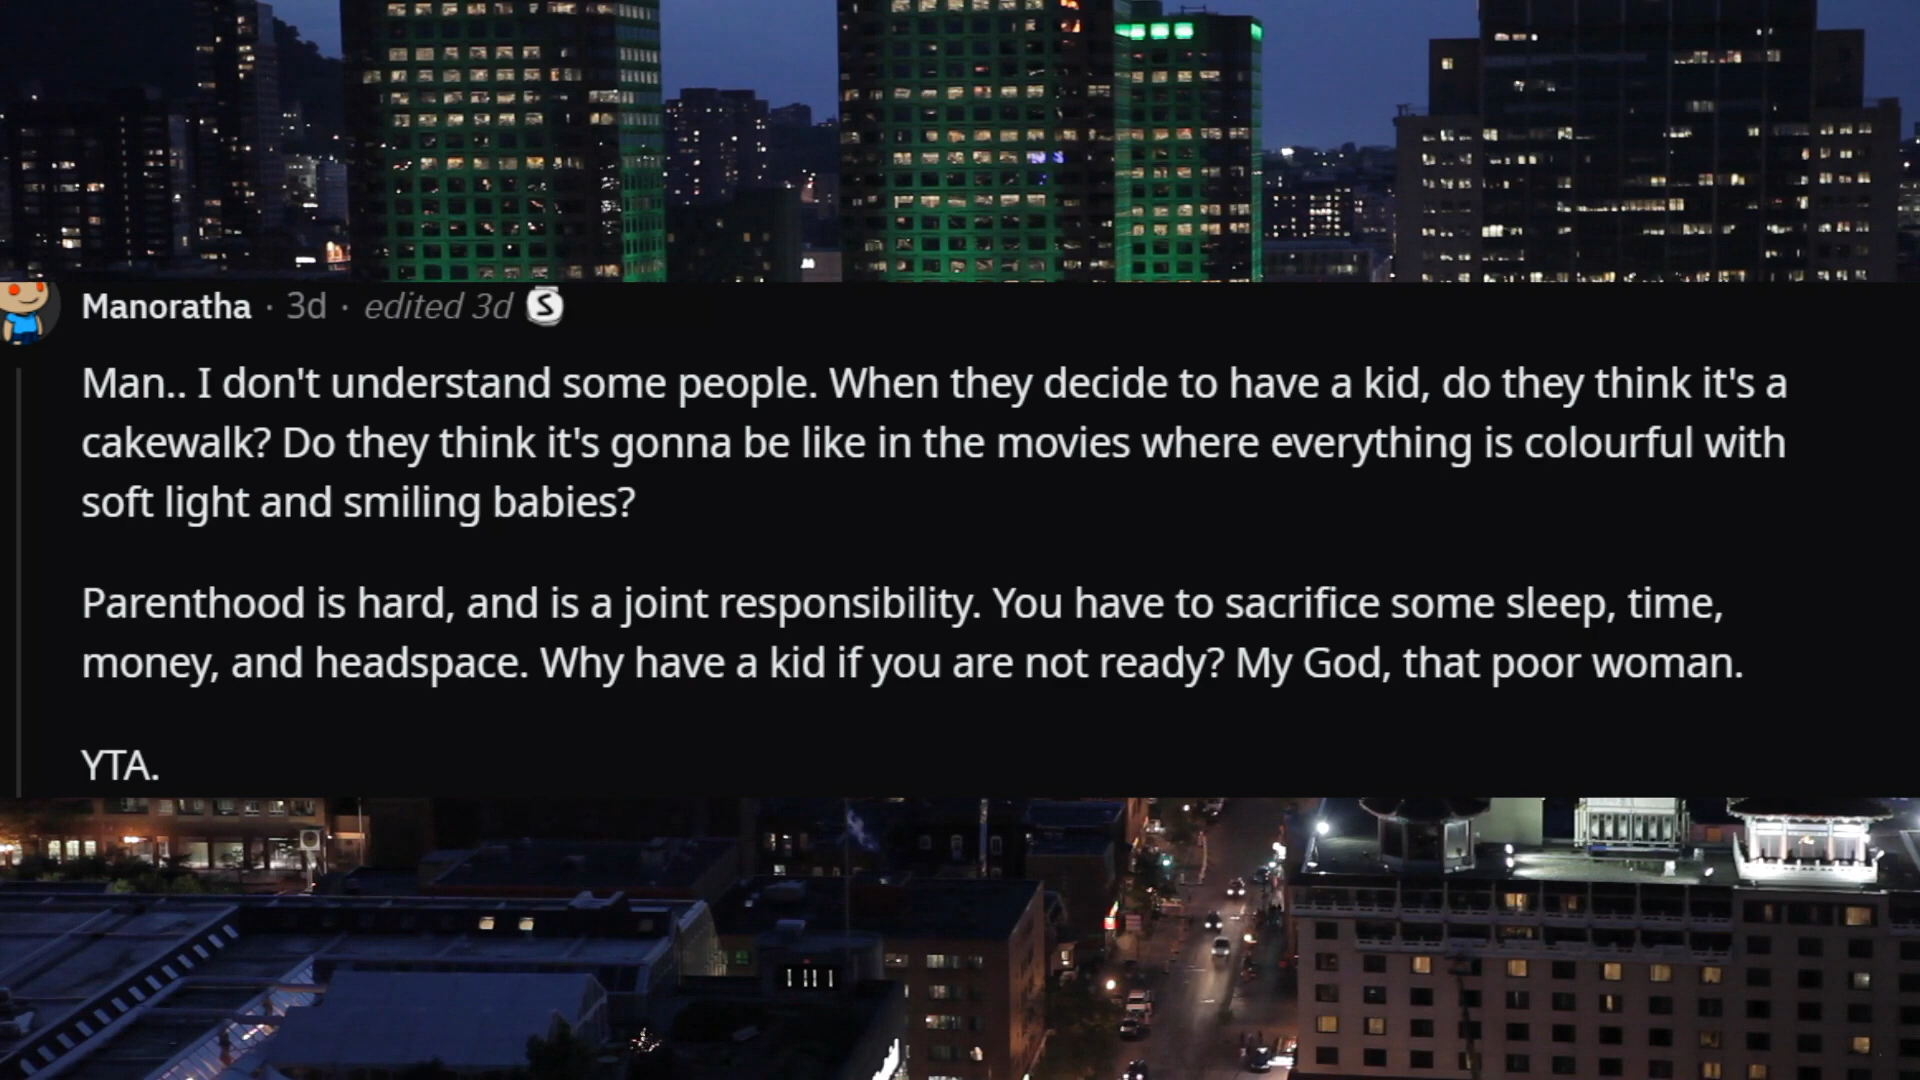 Manoratha · 3d · edited 3d S
Man.. I don't understand some people. When they decide to have a kid, do they think it's a
cakewalk? Do they think it's gonna be like in the movies where everything is colourful with
soft light and smiling babies?
Parenthood is hard, and is a joint responsibility. You have to sacrifice some sleep, time,
money, and headspace. Why have a kid if you are not ready? My God, that poor woman.
YTA.